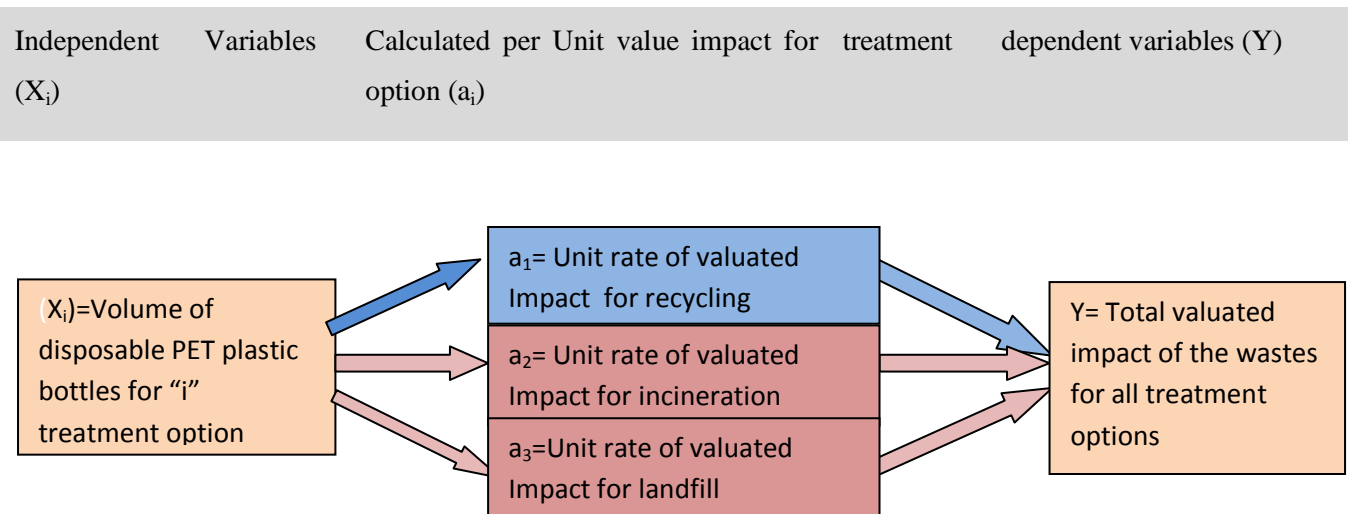 Independent Variables
(Xi)
Calculated per Unit value impact for treatment
option (ai)
dependent variables (Y)
(Xi)=Volume of
disposable PET plastic
bottles for “i”
treatment option
a1= Unit rate of valuated
Impact for recycling
a2= Unit rate of valuated
Impact for incineration
a3=Unit rate of valuated
Impact for landfill
Y= Total valuated
impact of the wastes
for all treatment
options